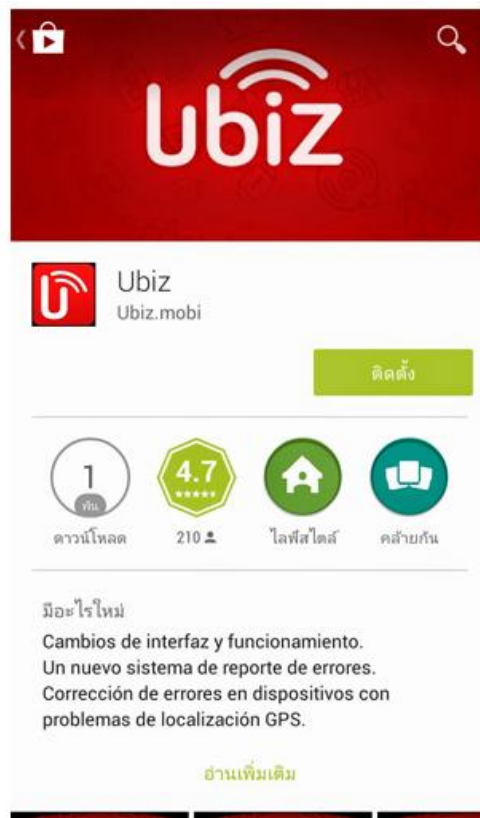 Ubiz
Ubiz
Ubiz.mobi
ติดตั้ง
1
พัน
4.7
ดาวน์โหลด
210
ไลฟ์สไตล์
คล้ายกัน
มีอะไรใหม่
Cambios de interfaz y funcionamiento.
Un nuevo sistema de reporte de errores.
Corrección de errores en dispositivos con
problemas de localización GPS.
อ่านเพิ่มเติม